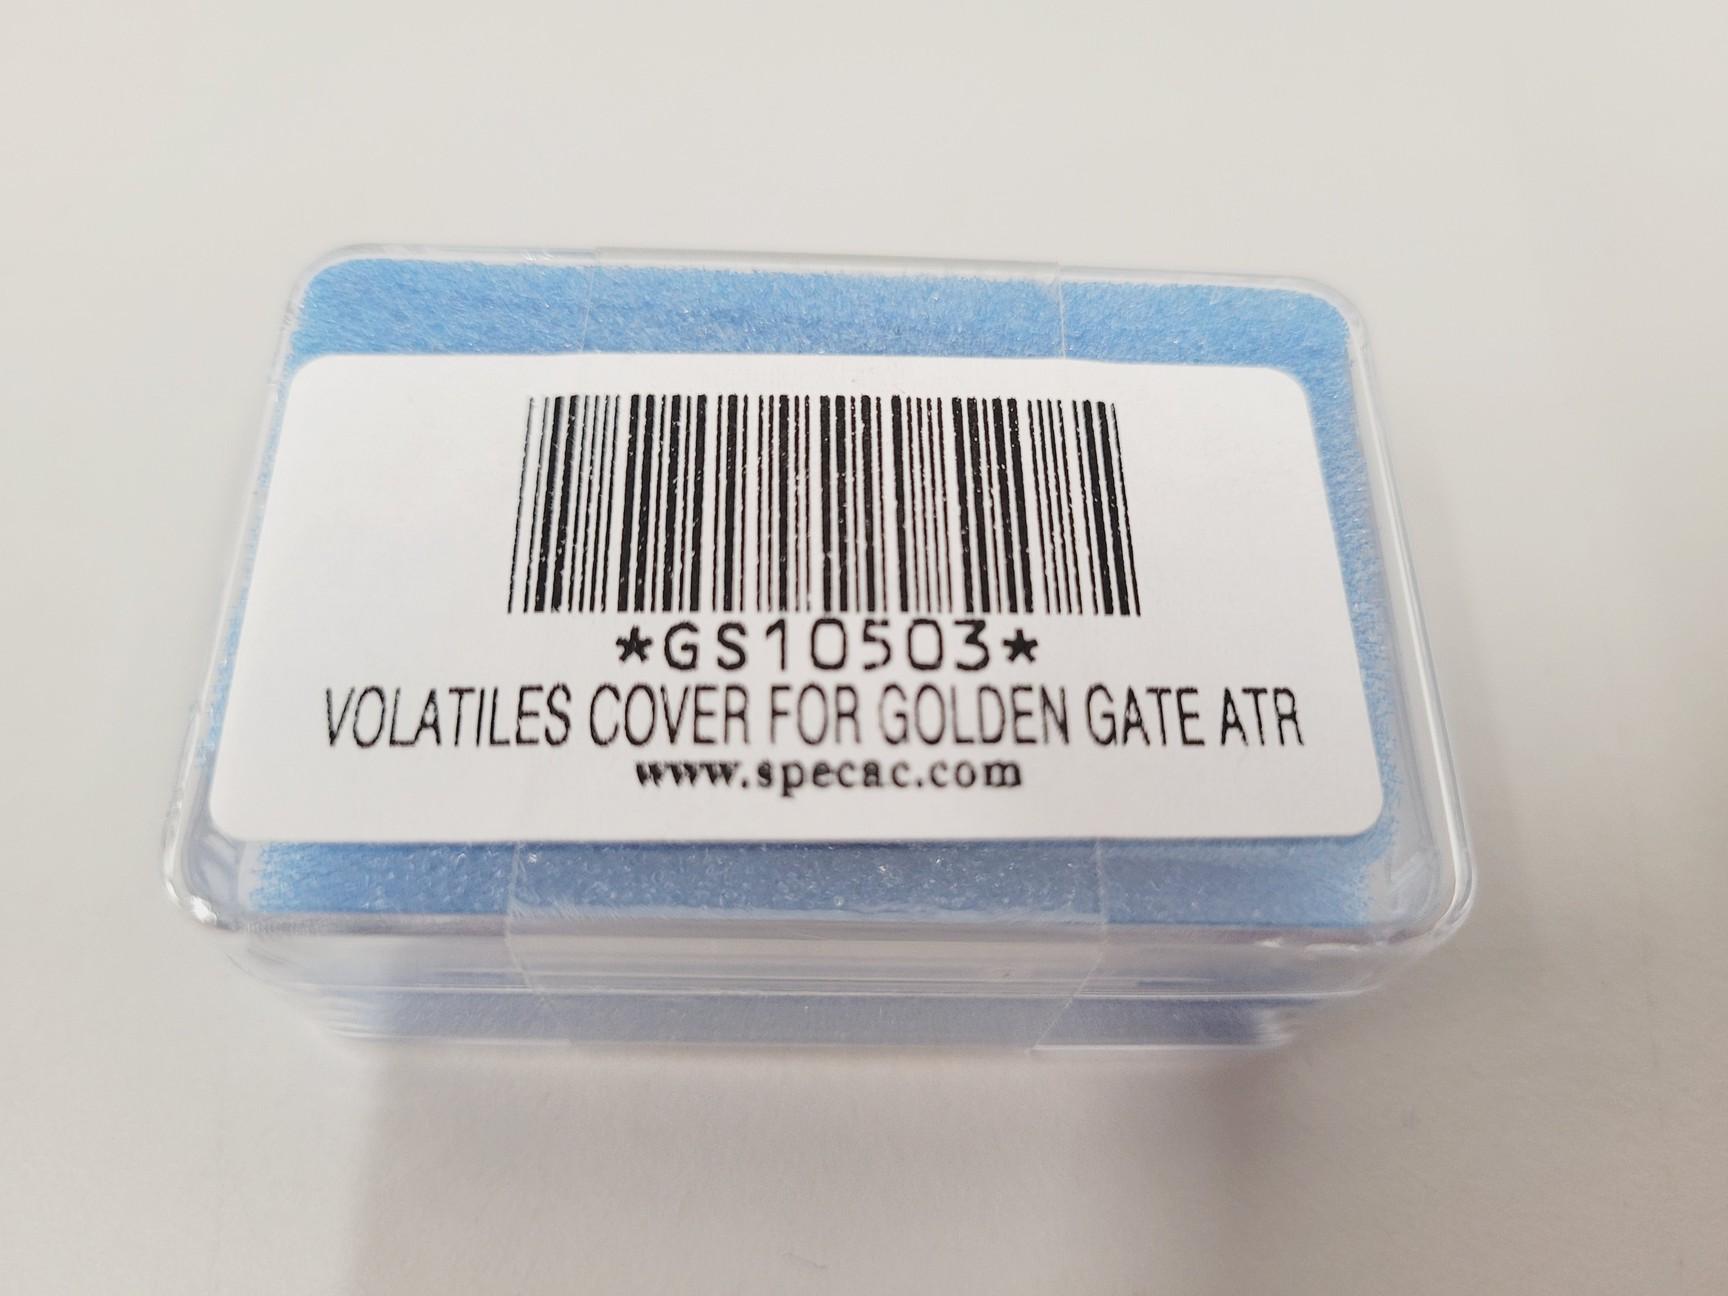 *GS10503*
VOLATILES COVER FOR GOLDEN GATE ATR
www.specac.com